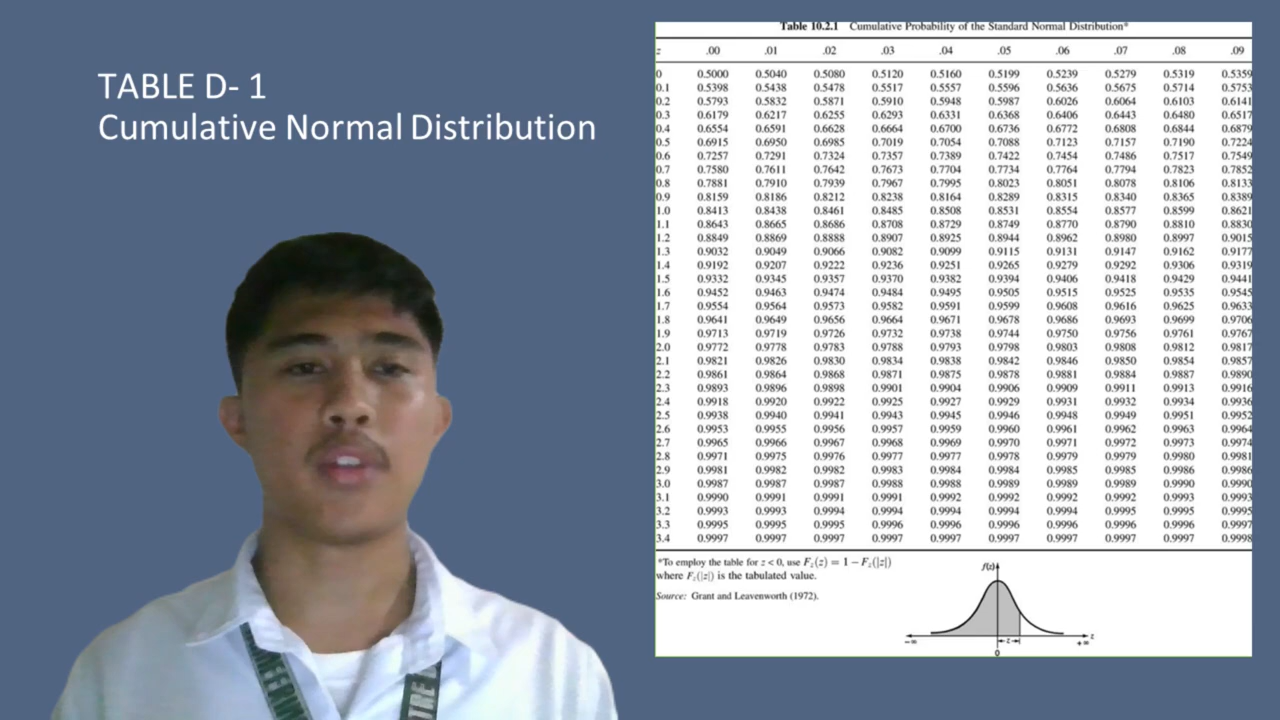 TABLE D- 1
Cumulative Normal Distribution
Table 10.2.1 Cumulative Probability of the Standard Normal Distribution*
z .00 .01 .02 .03 .04 .05 .06 .07 .08 .09
0 0.5000 0.5040 0.5080 0.5120 0.5160 0.5199 0.5239 0.5279 0.5319 0.5359
0.1 0.5398 0.5438 0.5478 0.5517 0.5557 0.5596 0.5636 0.5675 0.5714 0.5753
0.2 0.5793 0.5832 0.5871 0.5910 0.5948 0.5987 0.6026 0.6064 0.6103 0.6141
0.3 0.6179 0.6217 0.6255 0.6293 0.6331 0.6368 0.6406 0.6443 0.6480 0.6517
0.4 0.6554 0.6591 0.6628 0.6664 0.6700 0.6736 0.6772 0.6808 0.6844 0.6879
0.5 0.6915 0.6950 0.6985 0.7019 0.7054 0.7088 0.7123 0.7157 0.7190 0.7224
0.6 0.7257 0.7291 0.7324 0.7357 0.7389 0.7422 0.7454 0.7486 0.7517 0.7549
0.7 0.7580 0.7611 0.7642 0.7673 0.7704 0.7734 0.7764 0.7794 0.7823 0.7852
0.8 0.7881 0.7910 0.7939 0.7967 0.7995 0.8023 0.8051 0.8078 0.8106 0.8133
0.9 0.8159 0.8186 0.8212 0.8238 0.8164 0.8289 0.8315 0.8340 0.8365 0.8389
1.0 0.8413 0.8438 0.8461 0.8485 0.8508 0.8531 0.8554 0.8577 0.8599 0.8621
1.1 0.8643 0.8665 0.8686 0.8708 0.8729 0.8749 0.8770 0.8790 0.8810 0.8830
1.2 0.8849 0.8869 0.8888 0.8907 0.8925 0.8944 0.8962 0.8980 0.8997 0.9015
1.3 0.9032 0.9049 0.9066 0.9082 0.9099 0.9115 0.9131 0.9147 0.9162 0.9177
1.4 0.9192 0.9207 0.9222 0.9236 0.9251 0.9265 0.9279 0.9292 0.9306 0.9319
1.5 0.9332 0.9345 0.9357 0.9370 0.9382 0.9394 0.9406 0.9418 0.9429 0.9441
1.6 0.9452 0.9463 0.9474 0.9484 0.9495 0.9505 0.9515 0.9525 0.9535 0.9545
1.7 0.9554 0.9564 0.9573 0.9582 0.9591 0.9599 0.9608 0.9616 0.9625 0.9633
1.8 0.9641 0.9649 0.9656 0.9664 0.9671 0.9678 0.9686 0.9693 0.9699 0.9706
1.9 0.9713 0.9719 0.9726 0.9732 0.9738 0.9744 0.9750 0.9756 0.9761 0.9767
2.0 0.9772 0.9778 0.9783 0.9788 0.9793 0.9798 0.9803 0.9808 0.9812 0.9817
2.1 0.9821 0.9826 0.9830 0.9834 0.9838 0.9842 0.9846 0.9850 0.9854 0.9857
2.2 0.9861 0.9864 0.9868 0.9871 0.9875 0.9878 0.9881 0.9884 0.9887 0.9890
2.3 0.9893 0.9896 0.9898 0.9901 0.9904 0.9906 0.9909 0.9911 0.9913 0.9916
2.4 0.9918 0.9920 0.9922 0.9925 0.9927 0.9929 0.9931 0.9932 0.9934 0.9936
2.5 0.9938 0.9940 0.9941 0.9943 0.9945 0.9946 0.9948 0.9949 0.9951 0.9952
2.6 0.9953 0.9955 0.9956 0.9957 0.9959 0.9960 0.9961 0.9962 0.9963 0.9964
2.7 0.9965 0.9966 0.9967 0.9968 0.9969 0.9970 0.9971 0.9972 0.9973 0.9974
2.8 0.9971 0.9975 0.9976 0.9977 0.9977 0.9978 0.9979 0.9979 0.9980 0.9981
2.9 0.9981 0.9982 0.9982 0.9983 0.9984 0.9984 0.9985 0.9985 0.9986 0.9986
3.0 0.9987 0.9987 0.9987 0.9988 0.9988 0.9989 0.9989 0.9989 0.9990 0.9990
3.1 0.9990 0.9991 0.9991 0.9991 0.9992 0.9992 0.9992 0.9992 0.9993 0.9993
3.2 0.9993 0.9993 0.9994 0.9994 0.9994 0.9994 0.9994 0.9995 0.9995 0.9995
3.3 0.9995 0.9995 0.9995 0.9996 0.9996 0.9996 0.9996 0.9996 0.9996 0.9997
3.4 0.9997 0.9997 0.9997 0.9997 0.9997 0.9997 0.9997 0.9997 0.9997 0.9998
*To employ the table for z < 0, use Fz(z) = 1 − Fz(|z|)
where Fz(|z|) is the tabulated value.
Source: Grant and Leavenworth (1972).
f(z)
z
−∞ z +∞
0